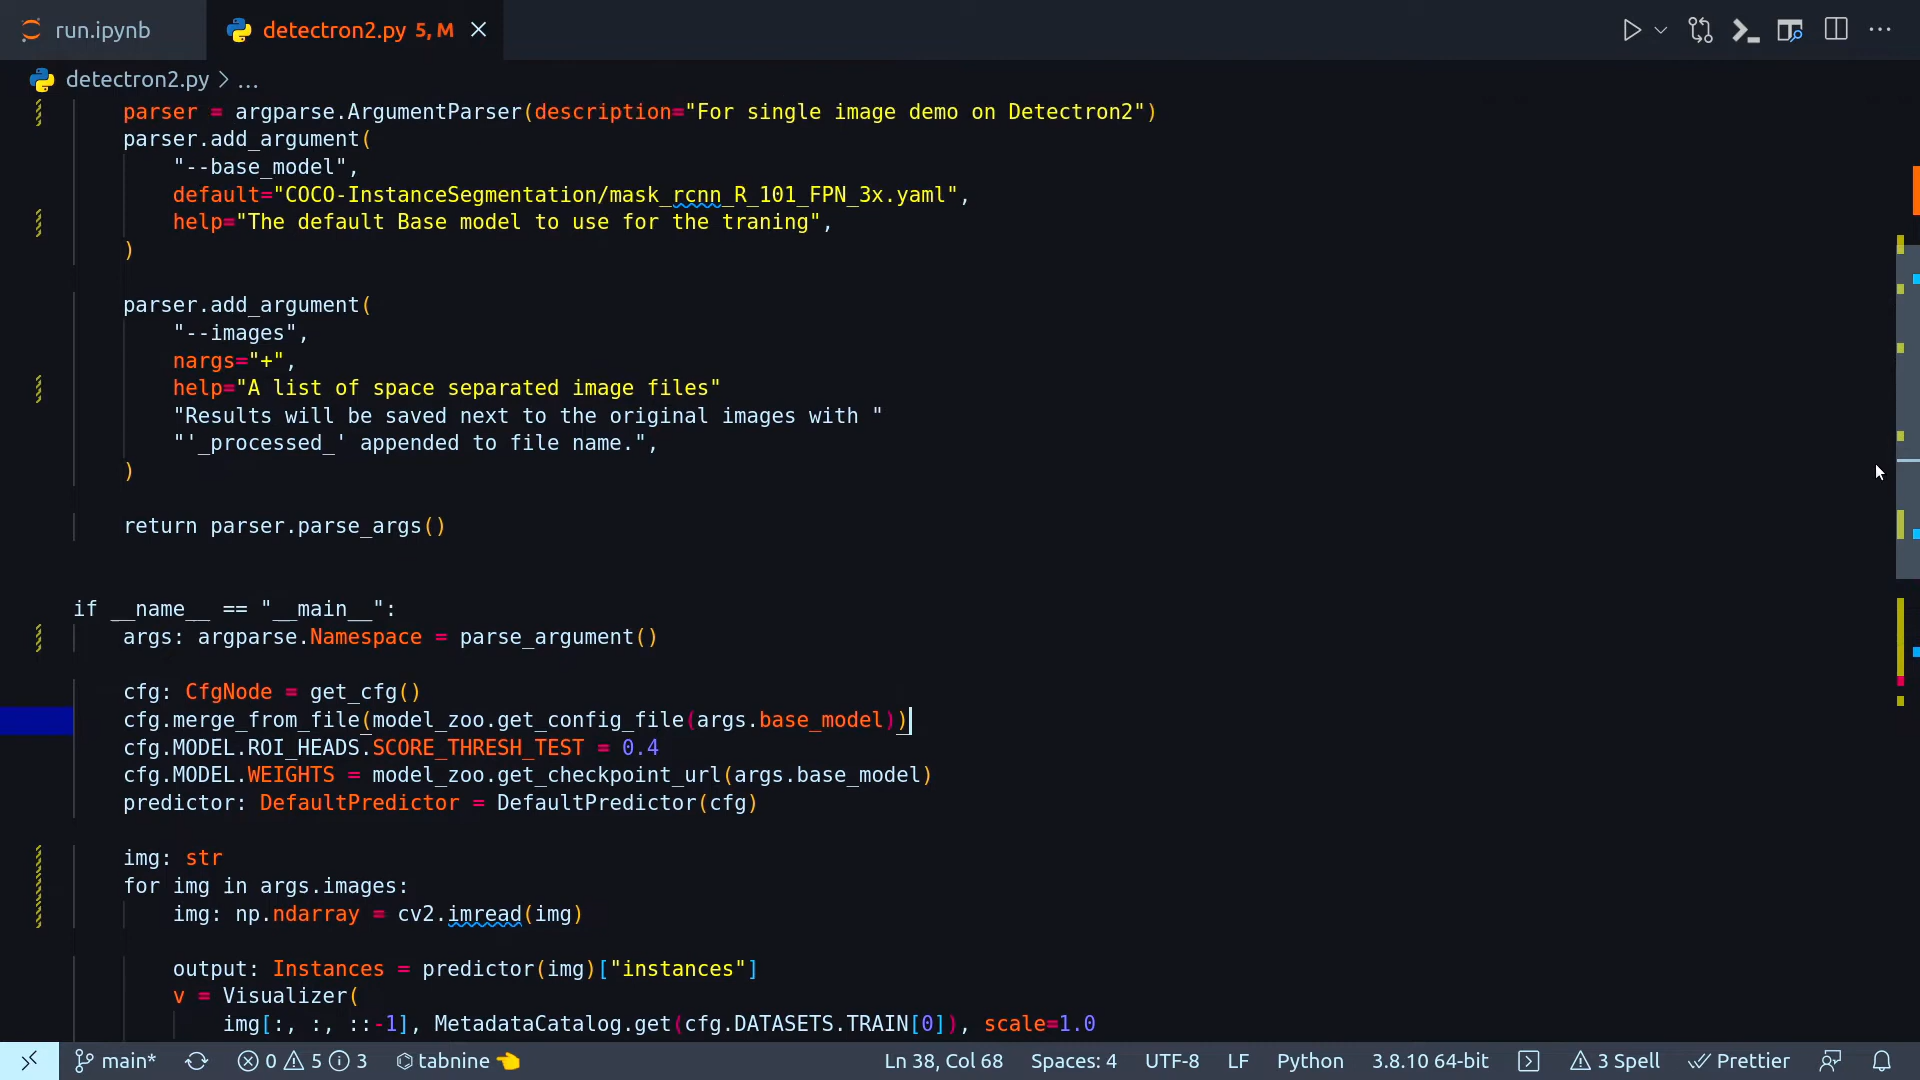 run.ipynb
detectron2.py 5, M
detectron2.py > ...
parser = argparse.ArgumentParser(description="For single image demo on Detectron2")
parser.add_argument(
"--base_model",
default="COCO-InstanceSegmentation/mask_rcnn_R_101_FPN_3x.yaml",
help="The default Base model to use for the traning",
)
parser.add_argument(
"--images",
nargs="+",
help="A list of space separated image files"
"Results will be saved next to the original images with "
"'_processed_' appended to file name.",
)
return parser.parse_args()
if __name__ == "__main__":
args: argparse.Namespace = parse_argument()
cfg: CfgNode = get_cfg()
cfg.merge_from_file(model_zoo.get_config_file(args.base_model))
cfg.MODEL.ROI_HEADS.SCORE_THRESH_TEST = 0.4
cfg.MODEL.WEIGHTS = model_zoo.get_checkpoint_url(args.base_model)
predictor: DefaultPredictor = DefaultPredictor(cfg)
img: str
for img in args.images:
img: np.ndarray = cv2.imread(img)
output: Instances = predictor(img)["instances"]
v = Visualizer(
img[:, :, ::-1], MetadataCatalog.get(cfg.DATASETS.TRAIN[0]), scale=1.0
main* 0 5 3 tabnine Ln 38, Col 68 Spaces: 4 UTF-8 LF Python 3.8.10 64-bit 3 Spell Prettier